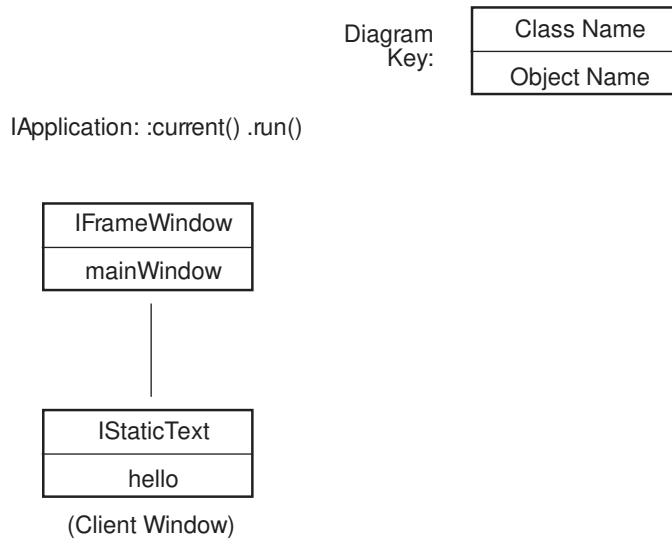 Diagram
Key:
Class Name
Object Name
IApplication: :current() .run()
IFrameWindow
mainWindow
IStaticText
hello
(Client Window)